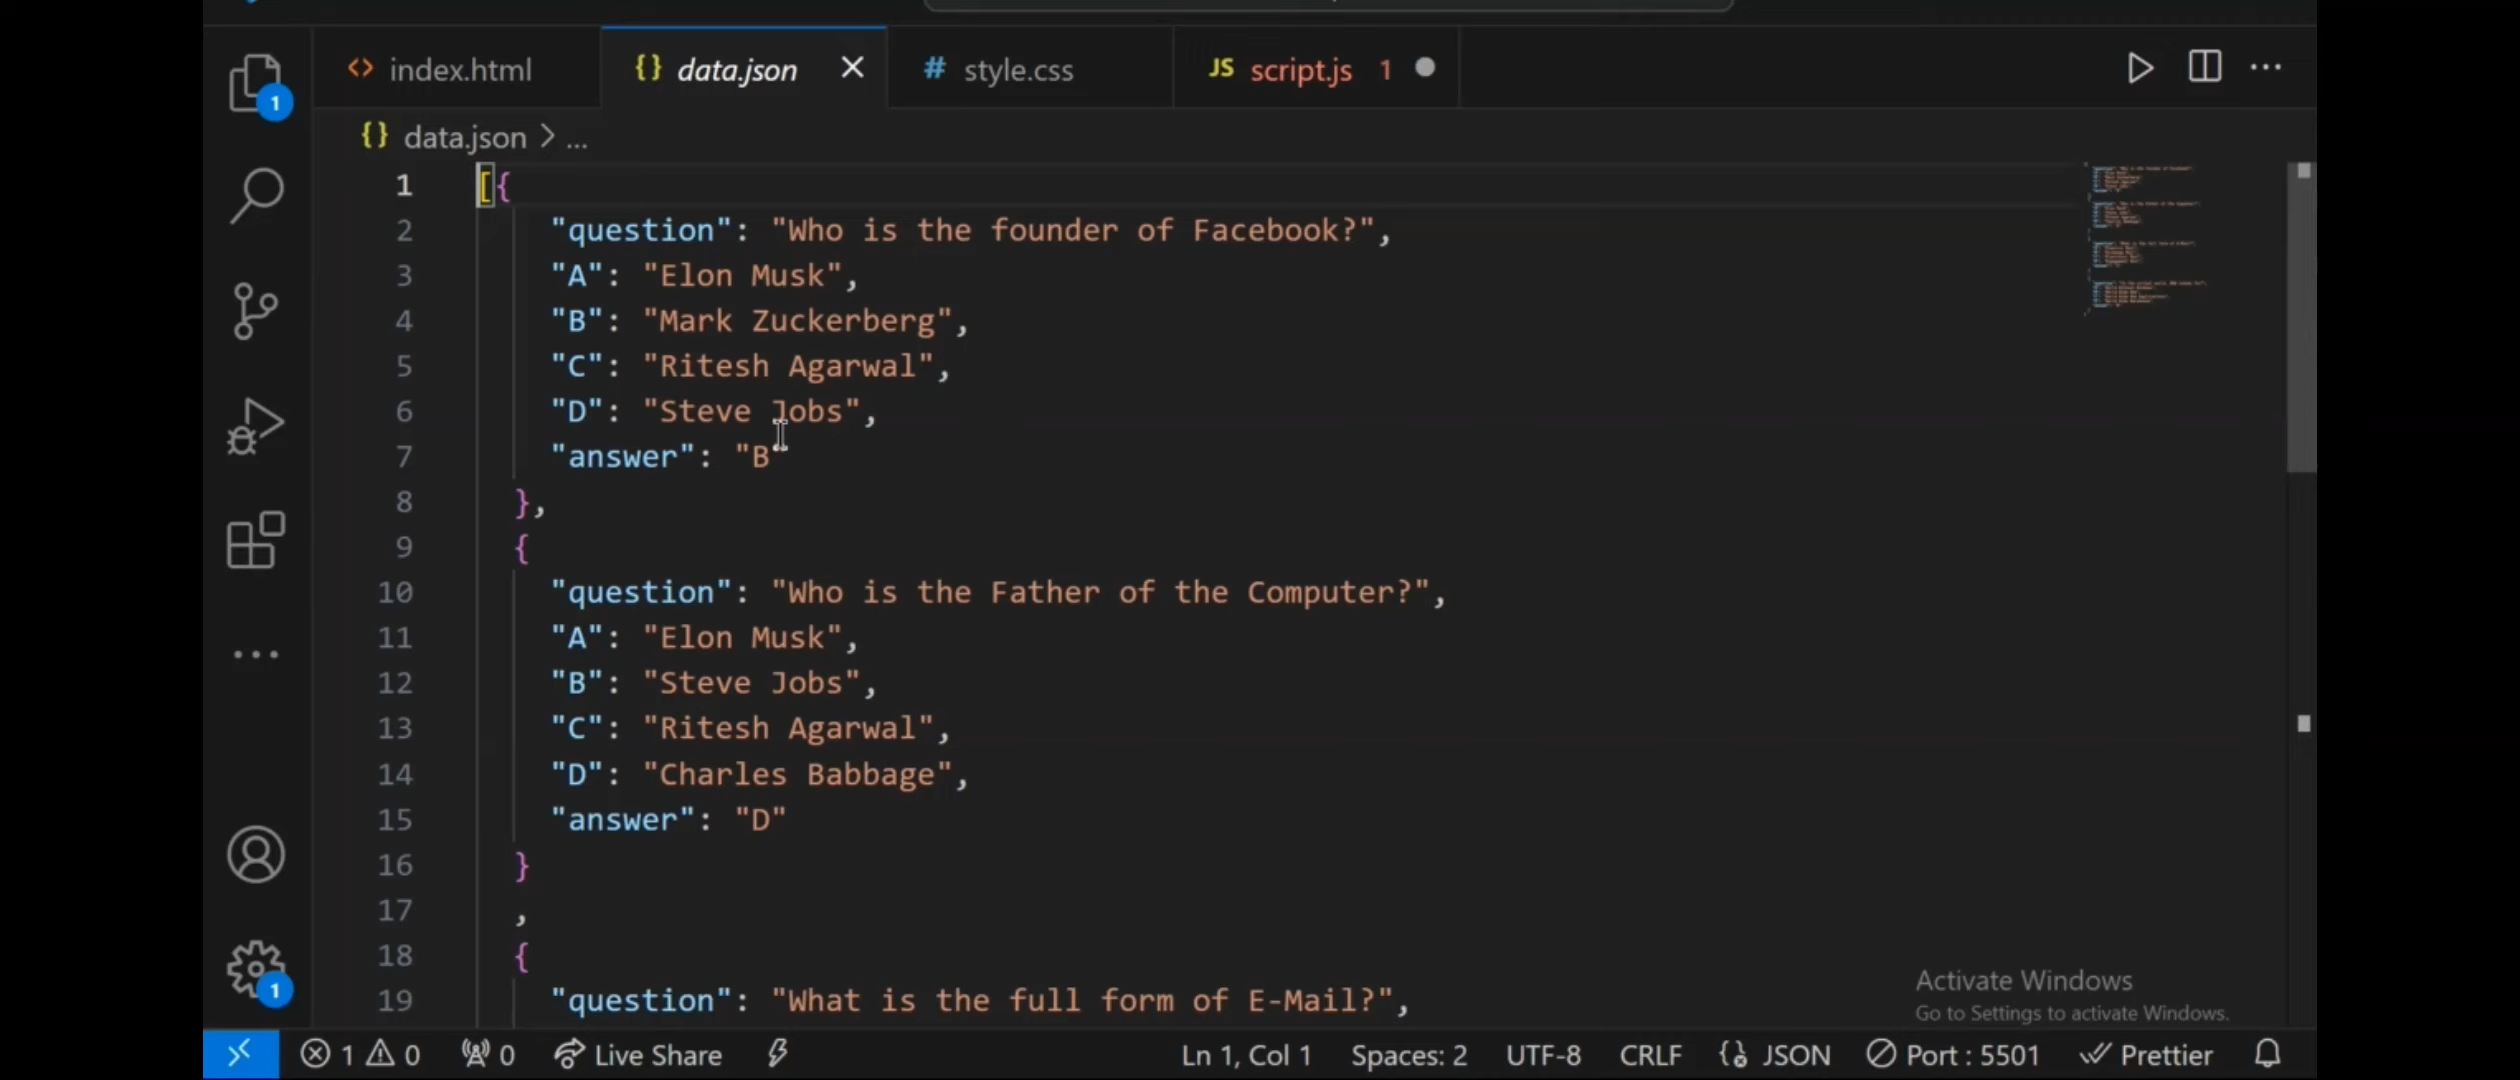 index.html
data.json
style.css
JS script.js 1
data.json > ...
1 [{
2 "question": "Who is the founder of Facebook?",
3 "A": "Elon Musk",
4 "B": "Mark Zuckerberg",
5 "C": "Ritesh Agarwal",
6 "D": "Steve Jobs",
7 "answer": "B"
8 },
9 {
10 "question": "Who is the Father of the Computer?",
11 "A": "Elon Musk",
12 "B": "Steve Jobs",
13 "C": "Ritesh Agarwal",
14 "D": "Charles Babbage",
15 "answer": "D"
16 }
17 ,
18 {
19 "question": "What is the full form of E-Mail?",
1
1
Activate Windows
Go to Settings to activate Windows.
1 0 0 Live Share Ln 1, Col 1 Spaces: 2 UTF-8 CRLF {} JSON Port : 5501 Prettier